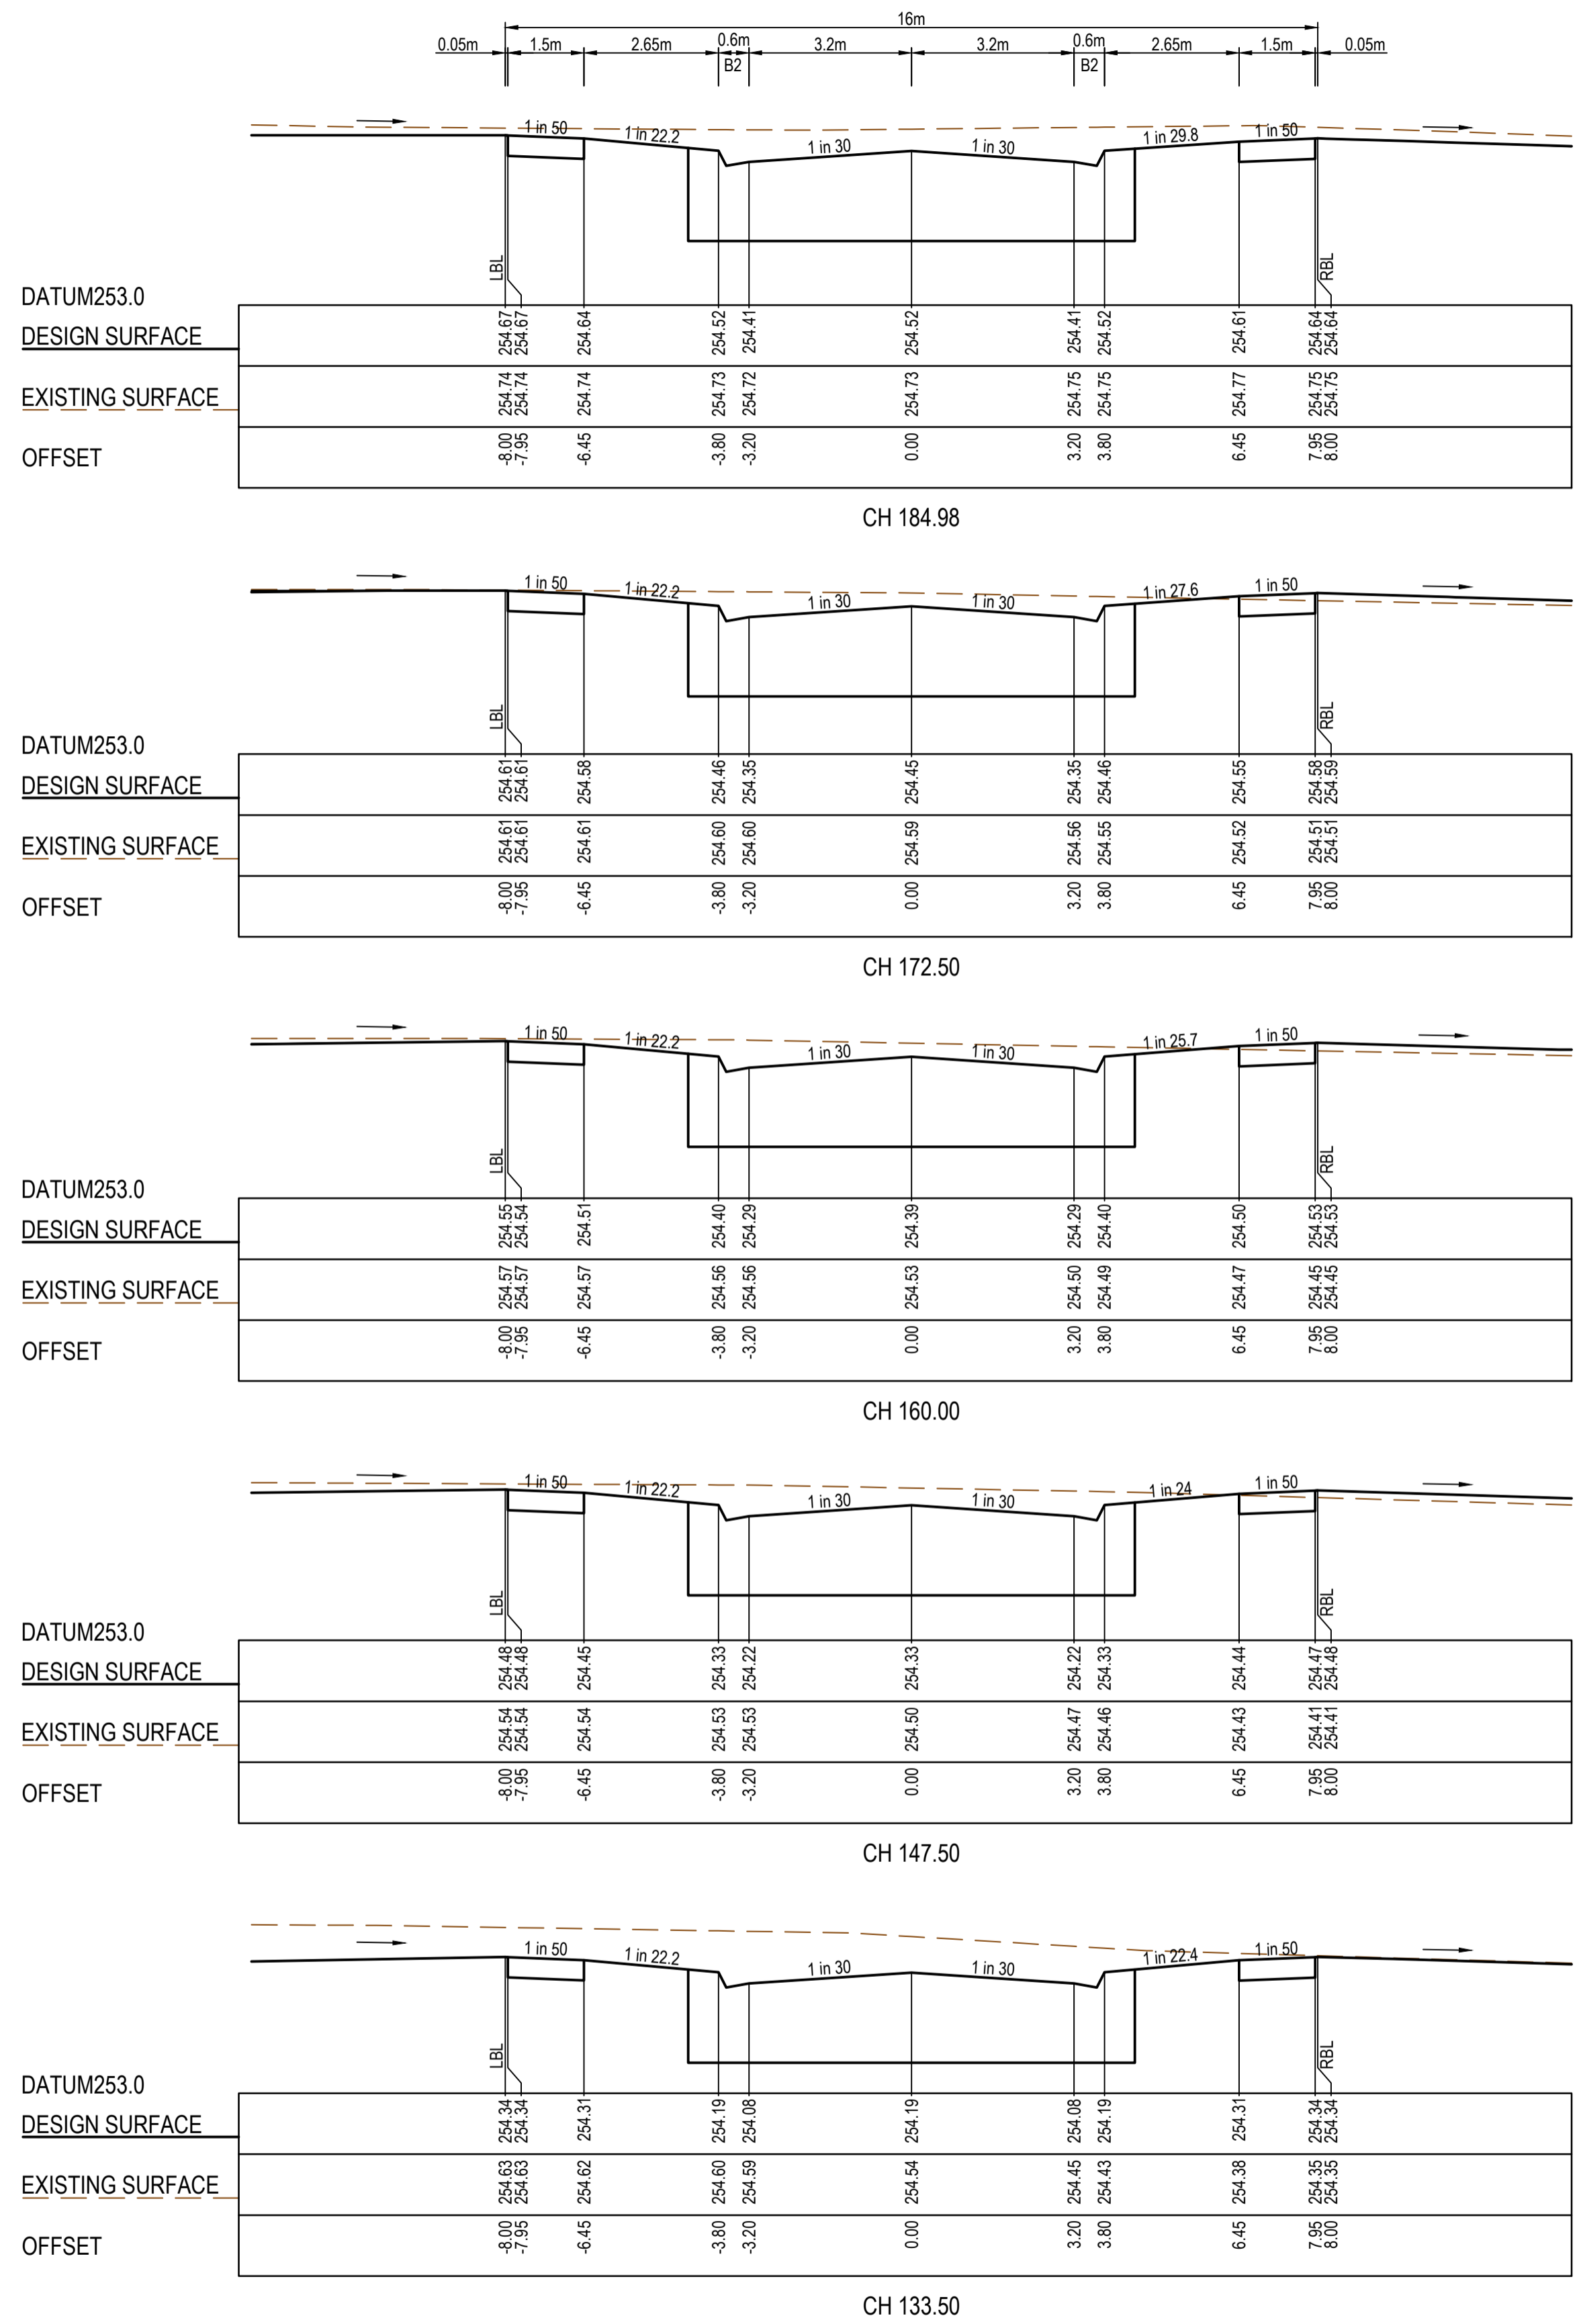 16m
0.05m 1.5m 2.65m 0.6m 3.2m 3.2m 0.6m 2.65m 1.5m 0.05m
B2 B2
1 in 50 1 in 22.2 1 in 30 1 in 30 1 in 29.8 1 in 50
LBL RBL
DATUM253.0
DESIGN SURFACE 254.67 254.67 254.64 254.52 254.41 254.52 254.41 254.52 254.61 254.64 254.64
EXISTING SURFACE 254.74 254.74 254.74 254.73 254.72 254.73 254.75 254.75 254.77 254.75 254.75
OFFSET -8.00 -7.95 -6.45 -3.80 -3.20 0.00 3.20 3.80 6.45 7.95 8.00
CH 184.98
1 in 50 1 in 22.2 1 in 30 1 in 30 1 in 27.6 1 in 50
LBL RBL
DATUM253.0
DESIGN SURFACE 254.61 254.61 254.58 254.46 254.35 254.45 254.35 254.46 254.55 254.58 254.59
EXISTING SURFACE 254.61 254.61 254.61 254.60 254.60 254.59 254.56 254.55 254.52 254.51 254.51
OFFSET -8.00 -7.95 -6.45 -3.80 -3.20 0.00 3.20 3.80 6.45 7.95 8.00
CH 172.50
1 in 50 1 in 22.2 1 in 30 1 in 30 1 in 25.7 1 in 50
LBL RBL
DATUM253.0
DESIGN SURFACE 254.55 254.54 254.51 254.40 254.29 254.39 254.29 254.40 254.50 254.53 254.53
EXISTING SURFACE 254.57 254.57 254.57 254.56 254.56 254.53 254.50 254.49 254.47 254.45 254.45
OFFSET -8.00 -7.95 -6.45 -3.80 -3.20 0.00 3.20 3.80 6.45 7.95 8.00
CH 160.00
1 in 50 1 in 22.2 1 in 30 1 in 30 1 in 24 1 in 50
LBL RBL
DATUM253.0
DESIGN SURFACE 254.48 254.48 254.45 254.33 254.22 254.33 254.22 254.33 254.44 254.47 254.48
EXISTING SURFACE 254.54 254.54 254.54 254.53 254.53 254.50 254.47 254.46 254.43 254.41 254.41
OFFSET -8.00 -7.95 -6.45 -3.80 -3.20 0.00 3.20 3.80 6.45 7.95 8.00
CH 147.50
1 in 50 1 in 22.2 1 in 30 1 in 30 1 in 22.4 1 in 50
LBL RBL
DATUM253.0
DESIGN SURFACE 254.34 254.34 254.31 254.19 254.08 254.19 254.08 254.19 254.31 254.34 254.34
EXISTING SURFACE 254.63 254.63 254.62 254.60 254.59 254.54 254.45 254.43 254.38 254.35 254.35
OFFSET -8.00 -7.95 -6.45 -3.80 -3.20 0.00 3.20 3.80 6.45 7.95 8.00
CH 133.50